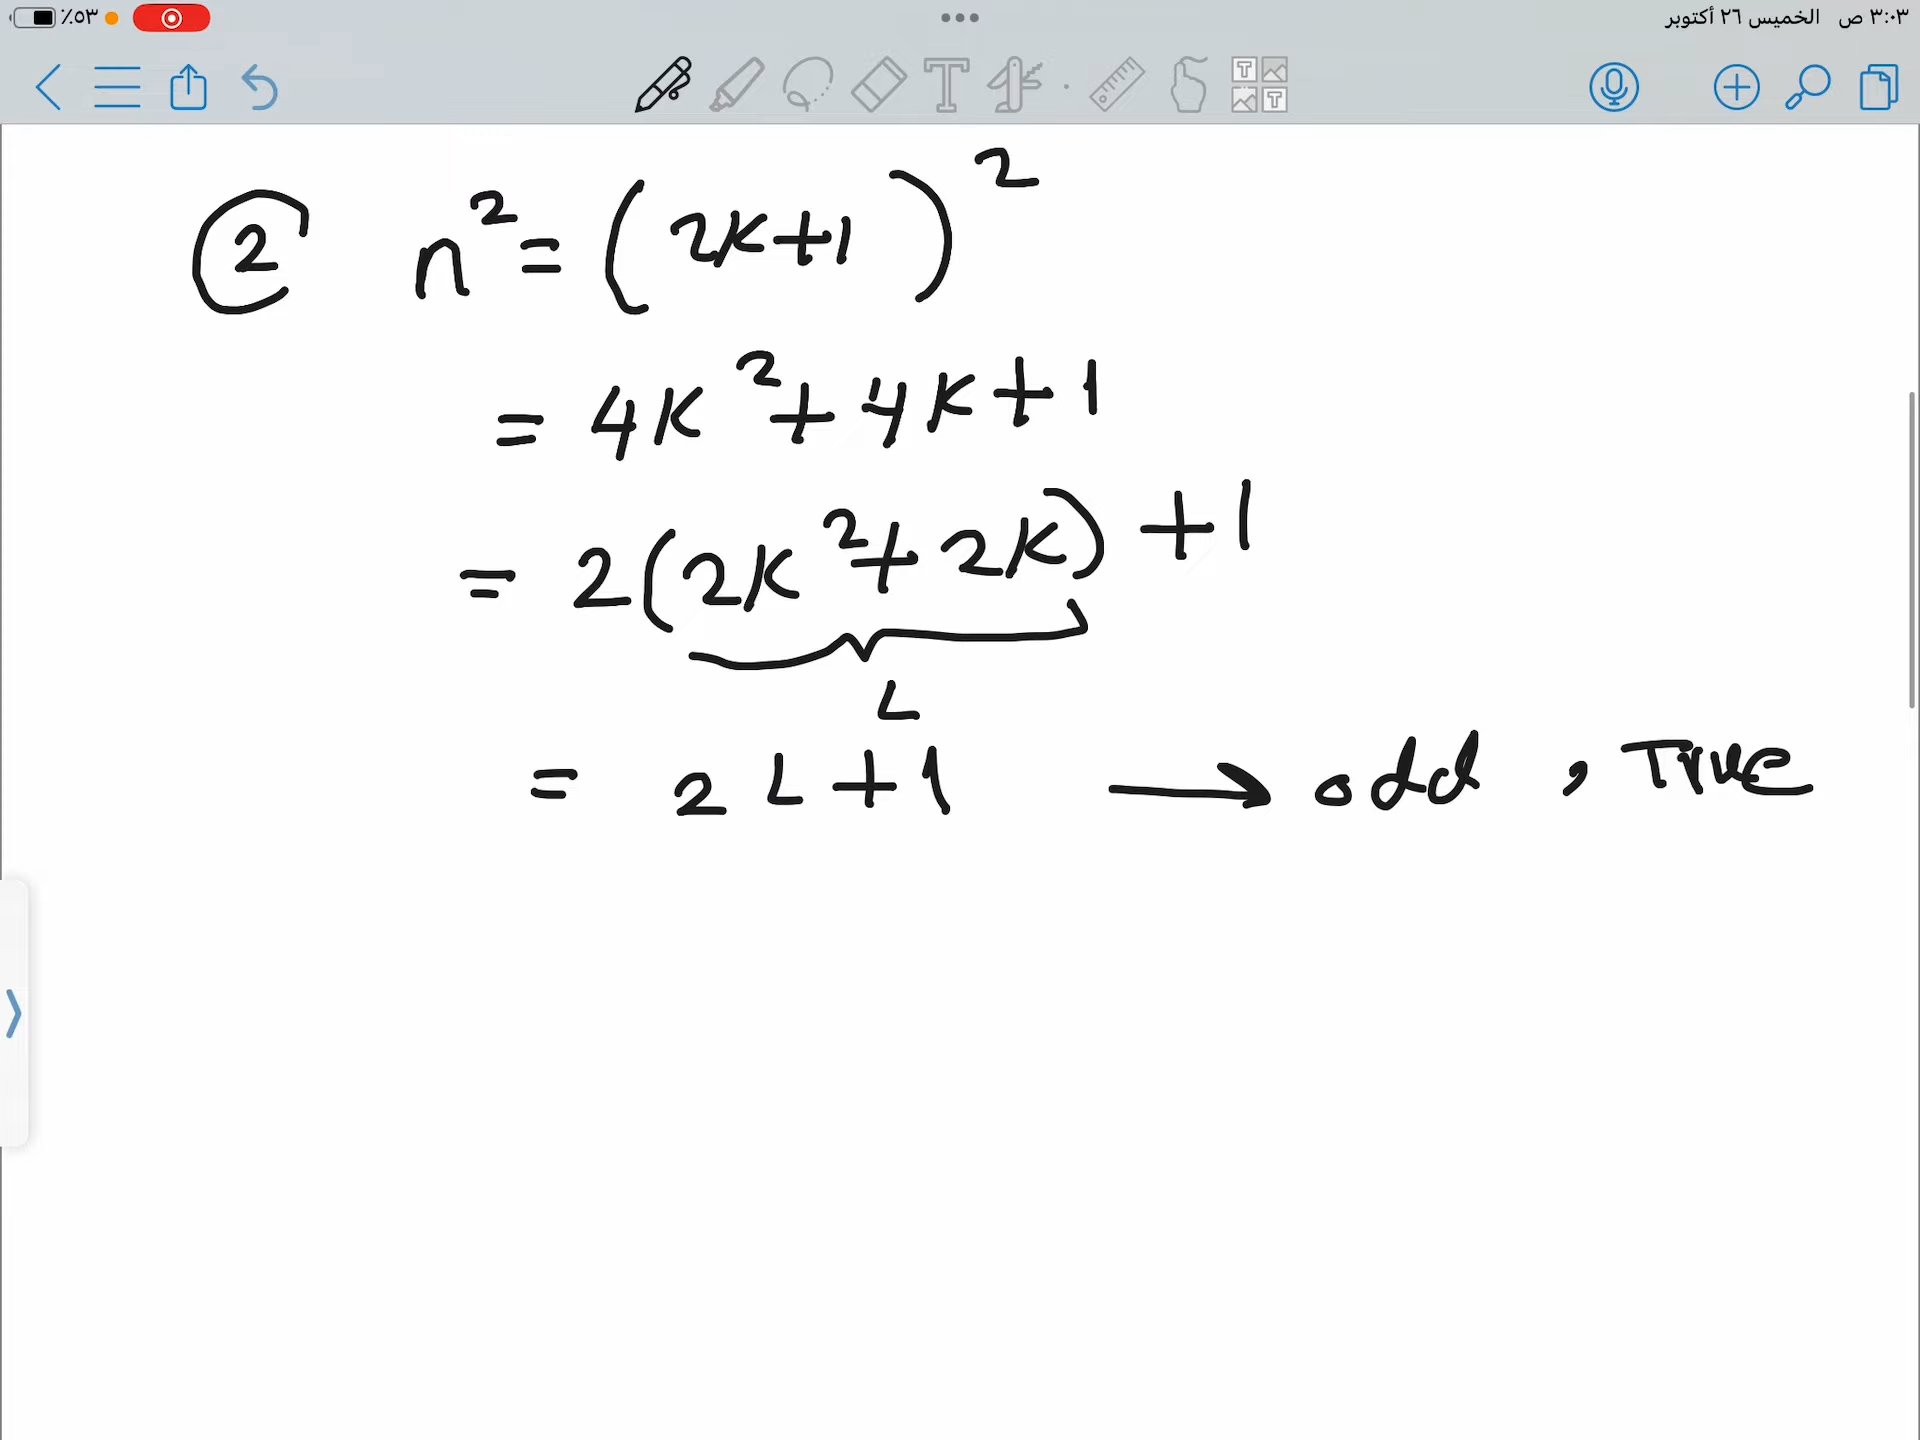 ٪٥٣ ٣:٠٣ ص الخميس ٢٦ أكتوبر
② n² = (2k+1)²
= 4k² + 4k + 1
= 2(2k² + 2k) + 1
L
= 2L + 1 → odd , True